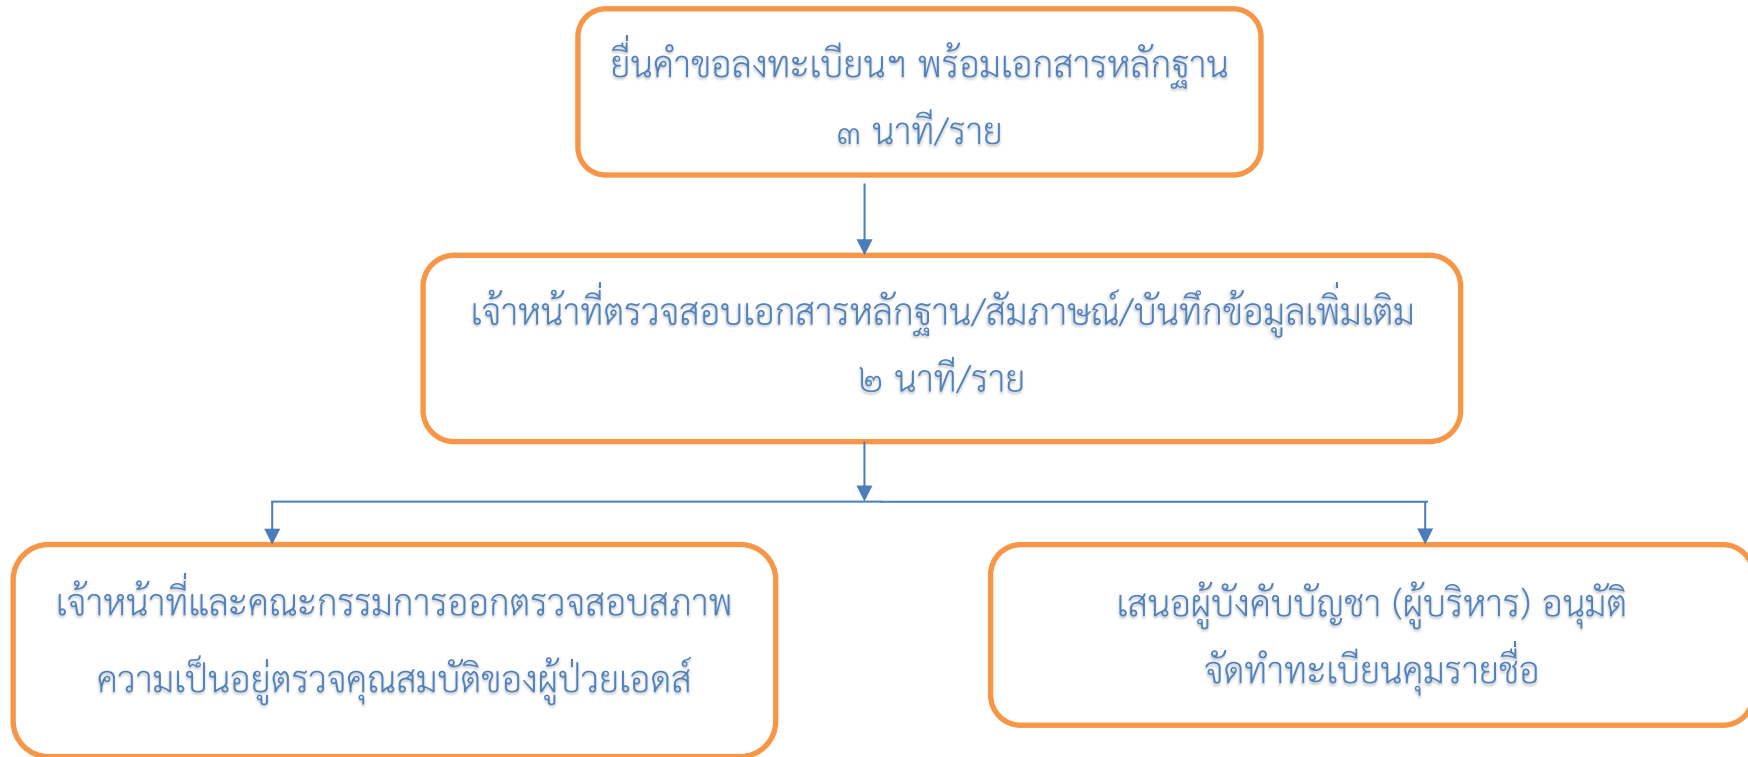 ยื่นคำขอลงทะเบียนฯ พร้อมเอกสารหลักฐาน
๓ นาที/ราย
เจ้าหน้าที่ตรวจสอบเอกสารหลักฐาน/สัมภาษณ์/บันทึกข้อมูลเพิ่มเติม
๒ นาที/ราย
เจ้าหน้าที่และคณะกรรมการออกตรวจสอบสภาพ
ความเป็นอยู่ตรวจคุณสมบัติของผู้ป่วยเอดส์
เสนอผู้บังคับบัญชา (ผู้บริหาร) อนุมัติ
จัดทำทะเบียนคุมรายชื่อ